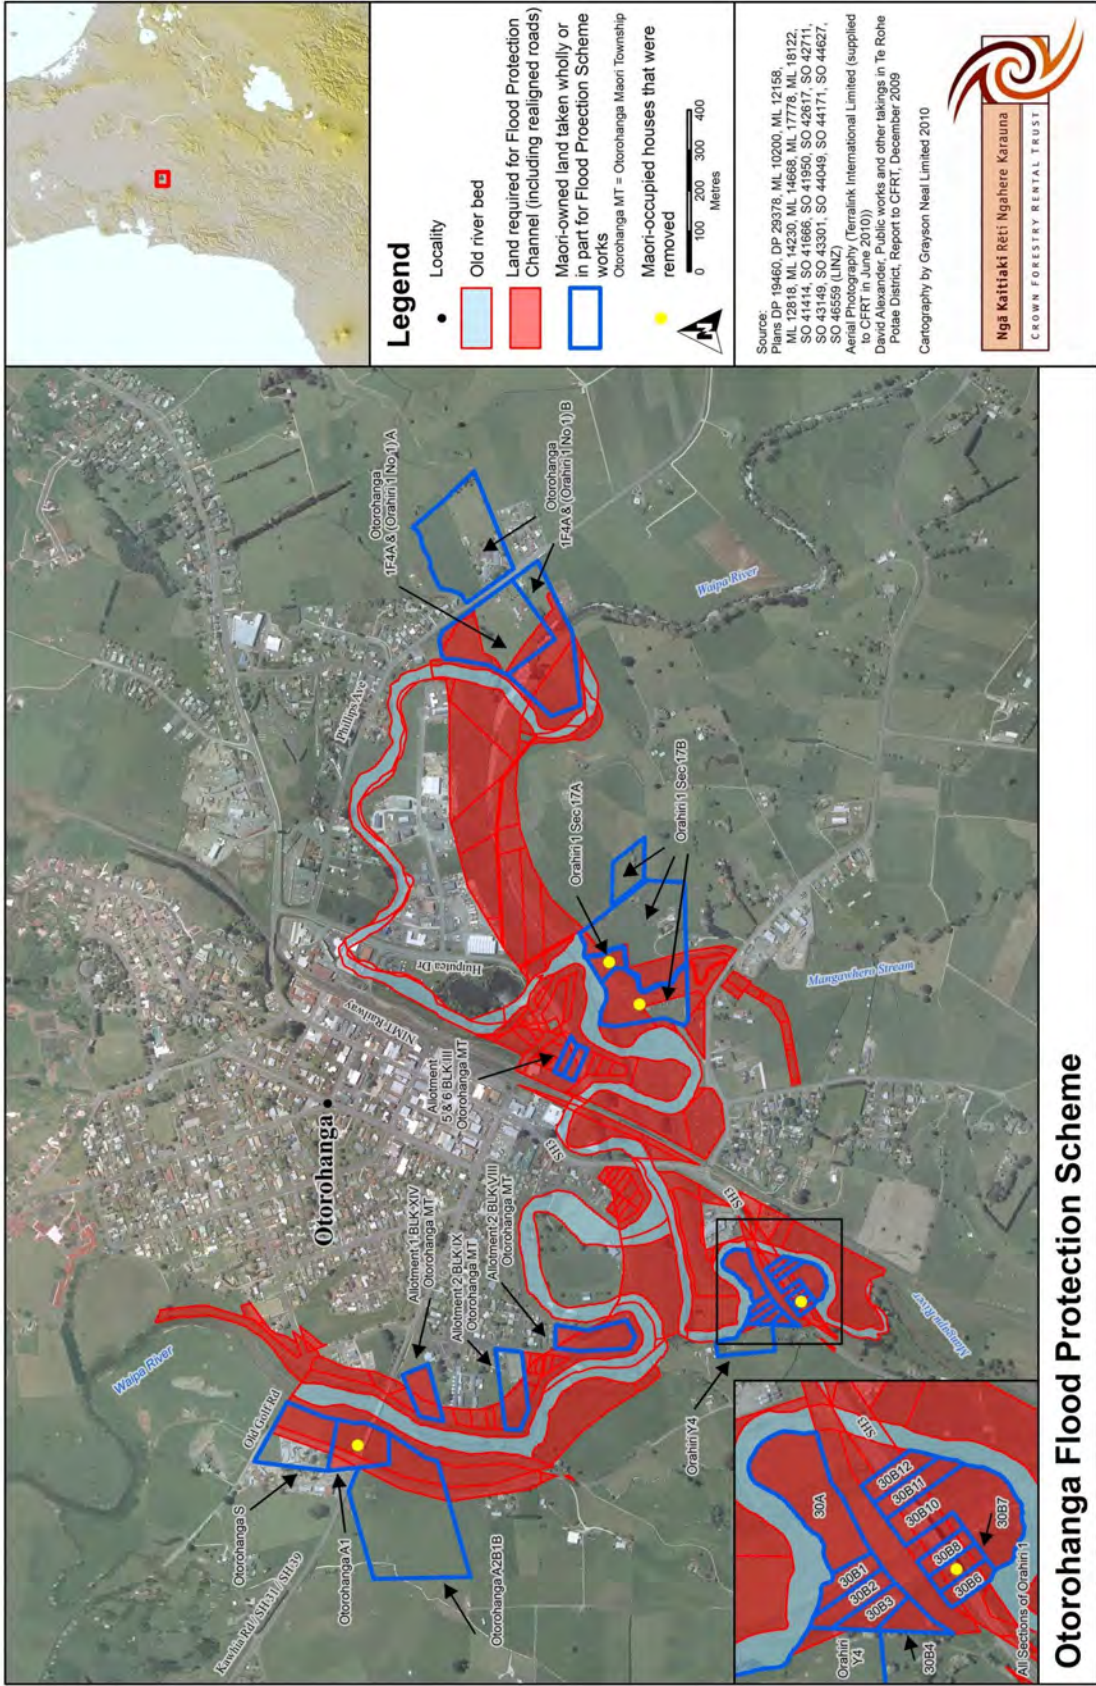 Otorohanga Flood Protection Scheme
Legend
Locality
Old river bed
Land required for Flood Protection
Channel (including realigned roads)
Maori-owned land taken wholly or
in part for Flood Proection Scheme
works
Otorohanga MT = Otorohanga Maori Township
Maori-occupied houses that were
removed
N
0 100 200 300 400
Metres
Source:
Plans DP 19460, DP 29378, ML 10200, ML 12158,
ML 12818, ML 14230, ML 14668, ML 17778, ML 18122,
SO 41414, SO 41666, SO 41950, SO 42617, SO 42711,
SO 43149, SO 43301, SO 44049, SO 44171, SO 44627,
SO 46559 (LINZ)
Aerial Photography (Terralink International Limited (supplied
to CFRT in June 2010))
David Alexander, Public works and other takings in Te Rohe
Potae District, Report to CFRT, December 2009
Cartography by Grayson Neal Limited 2010
Ngā Kaitiaki Rēti Ngahere Karauna
CROWN FORESTRY RENTAL TRUST
Waipa River
Old Golf Rd
Otorohanga S
Kawhia Rd / SH31 / SH39
Otorohanga A1
Otorohanga A2B1B
Otorohanga
Allotment 1 BLK XIV
Otorohanga MT
Allotment 2 BLK IX
Otorohanga MT
Allotment 2 BLK VIII
Otorohanga MT
Allotment
5 & 6 BLK III
Otorohanga MT
NIMT Railway
Huiputea Dr
Phillips Ave
Otorohanga
1F4A & (Orahiri 1 No 1) A
Otorohanga
1F4A & (Orahiri 1 No 1) B
Waipa River
Orahiri 1 Sec 17A
Orahiri 1 Sec 17B
Mangawhero Stream
SH3
SH3
Mangaorongo River
Orahiri Y4
30A
SH3
30B1
30B2
30B3
30B4
30B12
30B11
30B10
30B8
30B7
30B6
Orahiri
Y4
All Sections of Orahiri 1